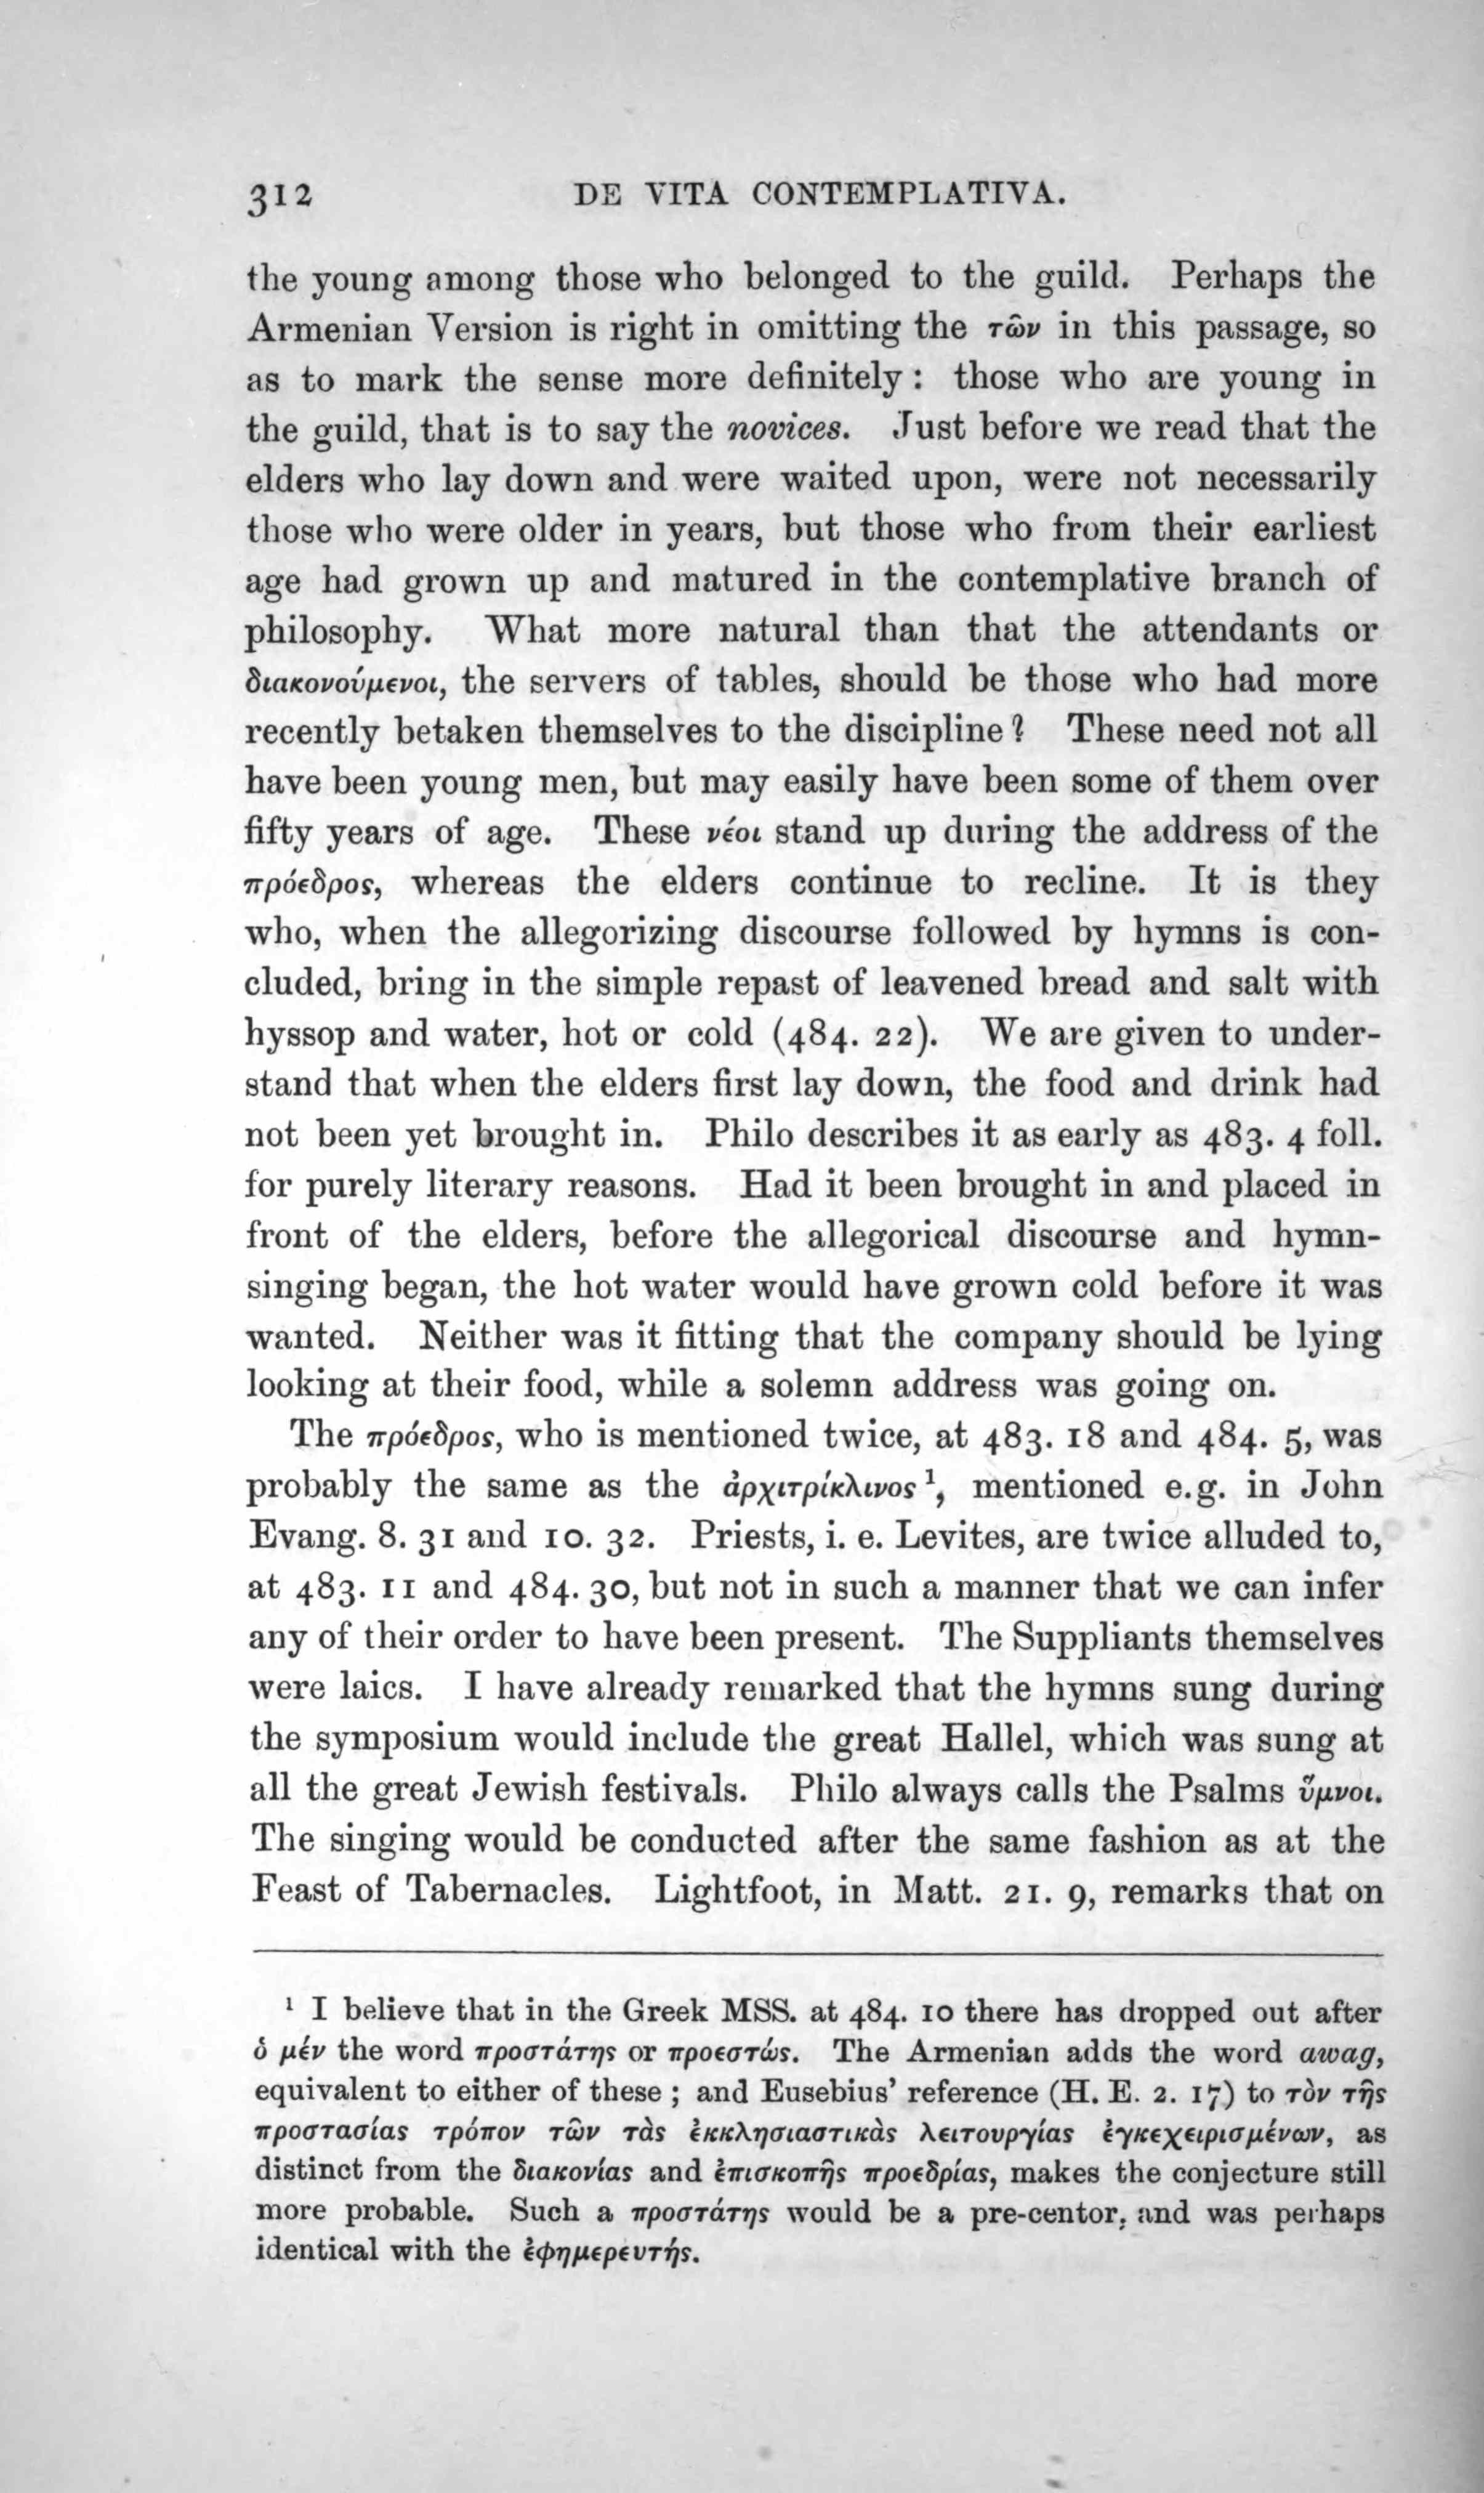 312 DE VITA CONTEMPLATIVA.
the young among those who belonged to the guild. Perhaps the
Armenian Version is right in omitting the τῶν in this passage, so
as to mark the sense more definitely : those who are young in
the guild, that is to say the novices. Just before we read that the
elders who lay down and were waited upon, were not necessarily
those who were older in years, but those who from their earliest
age had grown up and matured in the contemplative branch of
philosophy. What more natural than that the attendants or
διακονούμενοι, the servers of tables, should be those who had more
recently betaken themselves to the discipline ? These need not all
have been young men, but may easily have been some of them over
fifty years of age. These νέοι stand up during the address of the
πρόεδρος, whereas the elders continue to recline. It is they
who, when the allegorizing discourse followed by hymns is con-
cluded, bring in the simple repast of leavened bread and salt with
hyssop and water, hot or cold (484. 22). We are given to under-
stand that when the elders first lay down, the food and drink had
not been yet brought in. Philo describes it as early as 483. 4 foll.
for purely literary reasons. Had it been brought in and placed in
front of the elders, before the allegorical discourse and hymn-
singing began, the hot water would have grown cold before it was
wanted. Neither was it fitting that the company should be lying
looking at their food, while a solemn address was going on.
The πρόεδρος, who is mentioned twice, at 483. 18 and 484. 5, was
probably the same as the ἀρχιτρίκλινος ¹, mentioned e.g. in John
Evang. 8. 31 and 10. 32. Priests, i. e. Levites, are twice alluded to,
at 483. 11 and 484. 30, but not in such a manner that we can infer
any of their order to have been present. The Suppliants themselves
were laics. I have already remarked that the hymns sung during
the symposium would include the great Hallel, which was sung at
all the great Jewish festivals. Philo always calls the Psalms ὕμνοι.
The singing would be conducted after the same fashion as at the
Feast of Tabernacles. Lightfoot, in Matt. 21. 9, remarks that on
¹ I believe that in the Greek MSS. at 484. 10 there has dropped out after
ὁ μέν the word προστάτης or προεστώς. The Armenian adds the word awag,
equivalent to either of these ; and Eusebius' reference (H. E. 2. 17) to τὸν τῆς
προστασίας τρόπον τῶν τὰς ἐκκλησιαστικὰς λειτουργίας ἐγκεχειρισμένων, as
distinct from the διακονίας and ἐπισκοπῆς προεδρίας, makes the conjecture still
more probable. Such a προστάτης would be a pre-centor, and was perhaps
identical with the ἐφημερευτής.